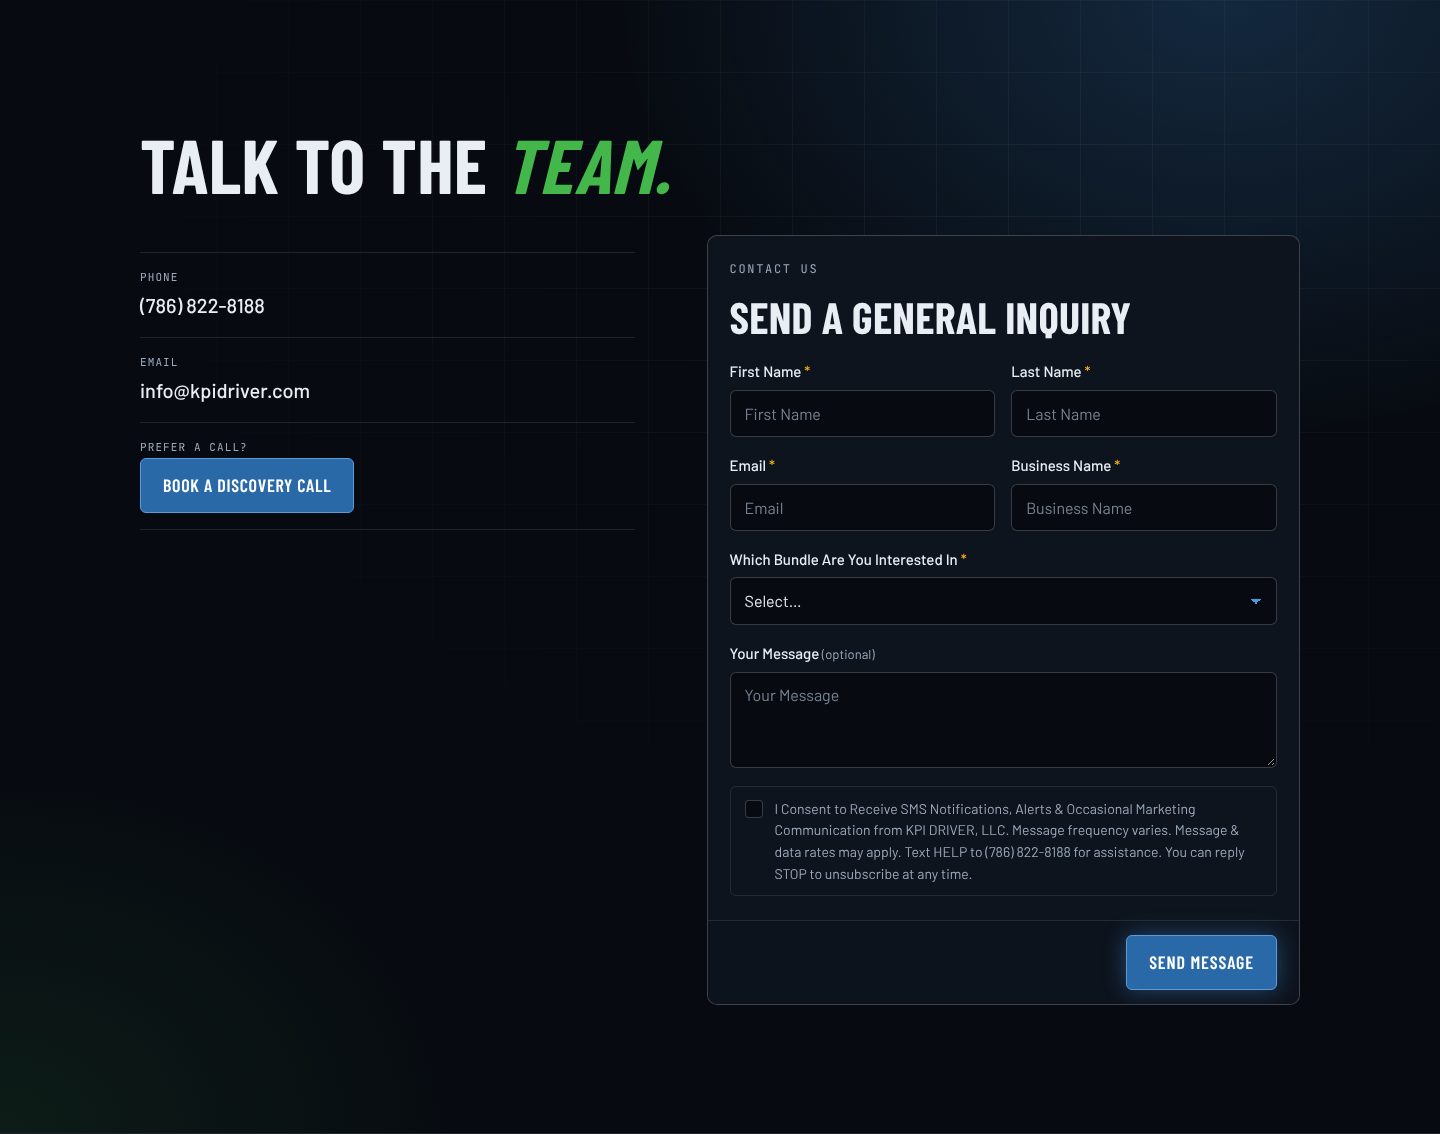 TALK TO THE TEAM.
PHONE
(786) 822-8188
EMAIL
info@kpidriver.com
PREFER A CALL?
BOOK A DISCOVERY CALL
CONTACT US
SEND A GENERAL INQUIRY
First Name *
Last Name *
First Name
Last Name
Email *
Business Name *
Email
Business Name
Which Bundle Are You Interested In *
Select...
Your Message (optional)
Your Message
I Consent to Receive SMS Notifications, Alerts & Occasional Marketing
Communication from KPI DRIVER, LLC. Message frequency varies. Message &
data rates may apply. Text HELP to (786) 822-8188 for assistance. You can reply
STOP to unsubscribe at any time.
SEND MESSAGE